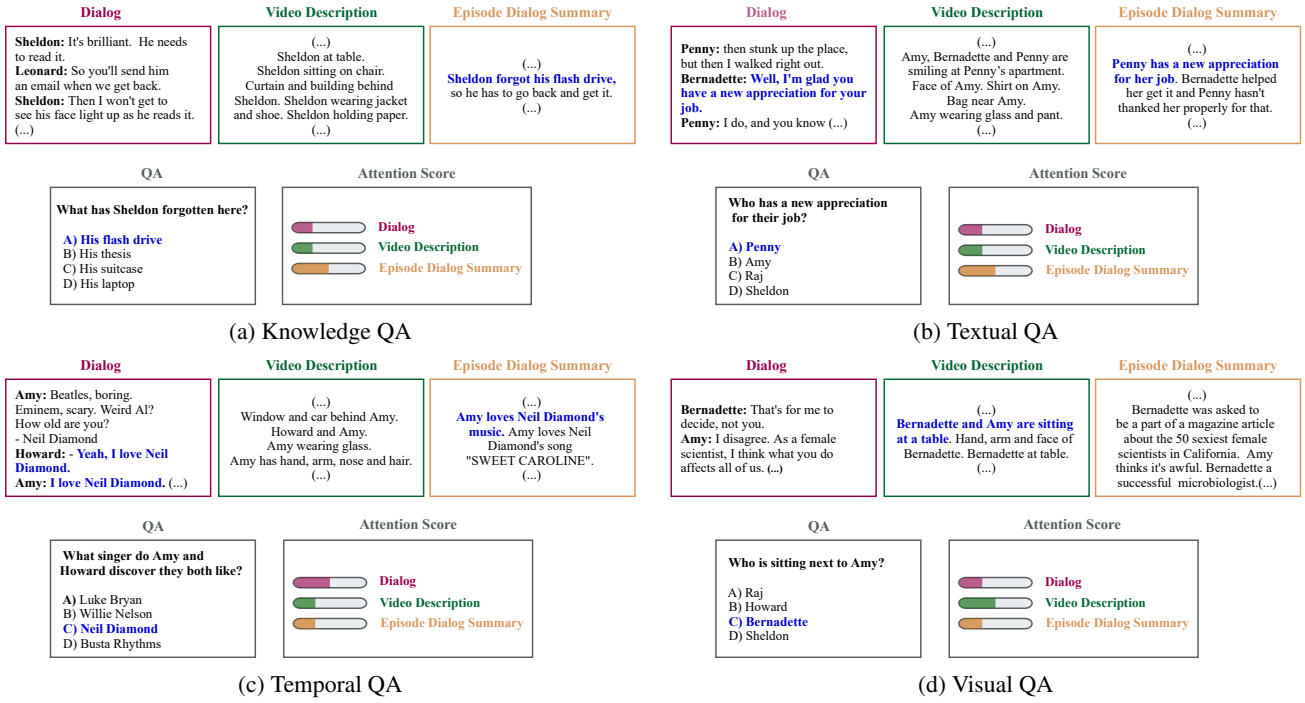 Dialog
Sheldon: It's brilliant. He needs
to read it.
Leonard: So you'll send him
an email when we get back.
Sheldon: Then I won't get to
see his face light up as he reads it.
(...)
Video Description
(...)
Sheldon at table.
Sheldon sitting on chair.
Curtain and building behind
Sheldon. Sheldon wearing jacket
and shoe. Sheldon holding paper.
(...)
Episode Dialog Summary
(...)
Sheldon forgot his flash drive,
so he has to go back and get it.
(...)
QA
What has Sheldon forgotten here?
A) His flash drive
B) His thesis
C) His suitcase
D) His laptop
Attention Score
Dialog
Video Description
Episode Dialog Summary
(a) Knowledge QA
Dialog
Penny: then stunk up the place,
but then I walked right out.
Bernadette: Well, I'm glad you
have a new appreciation for your
job.
Penny: I do, and you know (...)
Video Description
(...)
Amy, Bernadette and Penny are
smiling at Penny's apartment.
Face of Amy. Shirt on Amy.
Bag near Amy.
Amy wearing glass and pant.
(...)
Episode Dialog Summary
(...)
Penny has a new appreciation
for her job. Bernadette helped
her get it and Penny hasn't
thanked her properly for that.
(...)
QA
Who has a new appreciation
for their job?
A) Penny
B) Amy
C) Raj
D) Sheldon
Attention Score
Dialog
Video Description
Episode Dialog Summary
(b) Textual QA
Dialog
Amy: Beatles, boring.
Eminem, scary. Weird Al?
How old are you?
- Neil Diamond
Howard: - Yeah, I love Neil
Diamond.
Amy: I love Neil Diamond. (...)
Video Description
(...)
Window and car behind Amy.
Howard and Amy.
Amy wearing glass.
Amy has hand, arm, nose and hair.
(...)
Episode Dialog Summary
(...)
Amy loves Neil Diamond's
music. Amy loves Neil
Diamond's song
"SWEET CAROLINE".
(...)
QA
What singer do Amy and
Howard discover they both like?
A) Luke Bryan
B) Willie Nelson
C) Neil Diamond
D) Busta Rhythms
Attention Score
Dialog
Video Description
Episode Dialog Summary
(c) Temporal QA
Dialog
Bernadette: That's for me to
decide, not you.
Amy: I disagree. As a female
scientist, I think what you do
affects all of us. (...)
Video Description
(...)
Bernadette and Amy are sitting
at a table. Hand, arm and face of
Bernadette. Bernadette at table.
(...)
Episode Dialog Summary
(...)
Bernadette was asked to
be a part of a magazine article
about the 50 sexiest female
scientists in California. Amy
thinks it's awful. Bernadette a
successful microbiologist.(...)
QA
Who is sitting next to Amy?
A) Raj
B) Howard
C) Bernadette
D) Sheldon
Attention Score
Dialog
Video Description
Episode Dialog Summary
(d) Visual QA